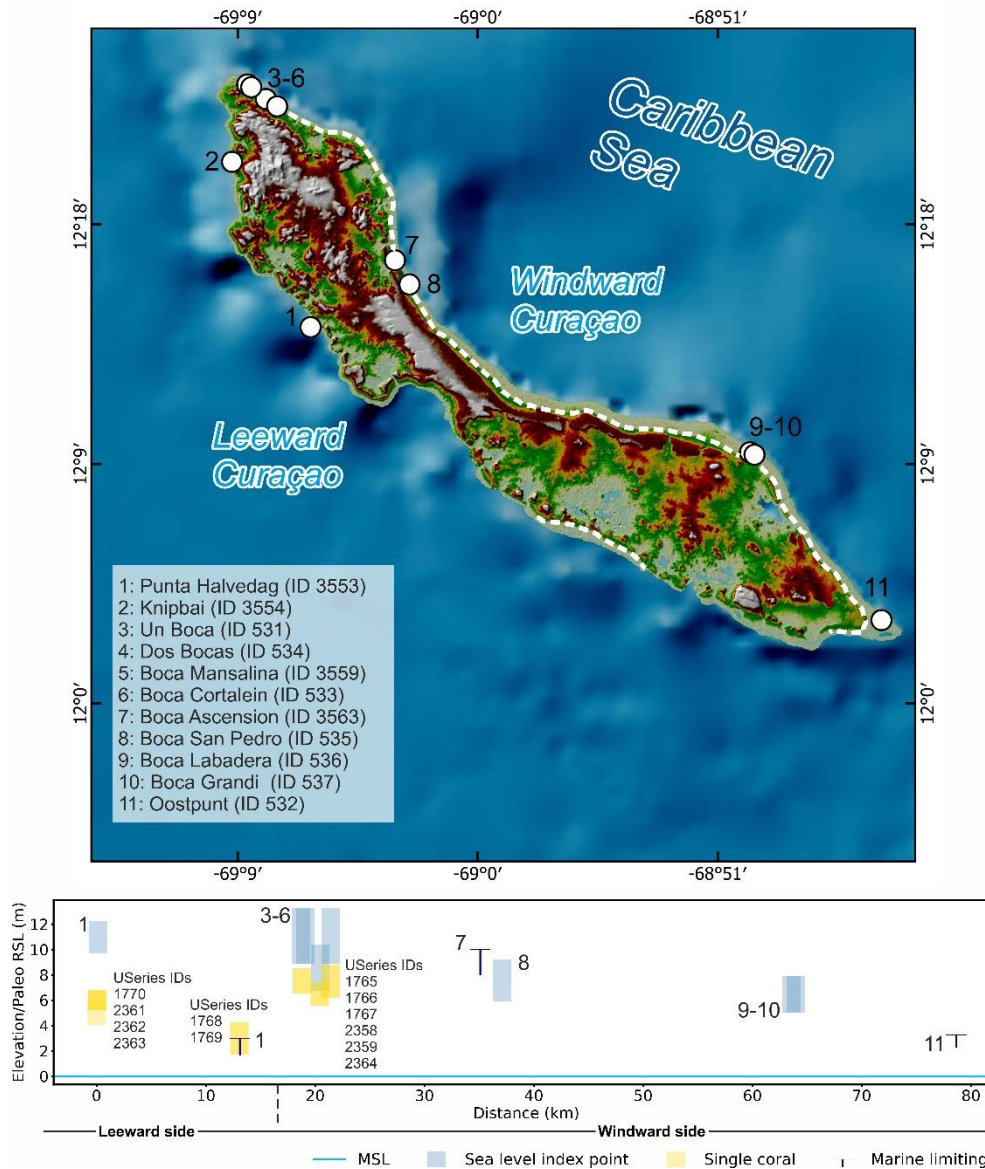 -69°9′
-69°0′
-68°51′
3-6
Caribbean
Sea
2
12°18′
12°18′
7
8
Windward
Curaçao
1
Leeward
Curaçao
9-10
12°9′
12°9′
11
1: Punta Halvedag (ID 3553)
2: Knipbai (ID 3554)
3: Un Boca (ID 531)
4: Dos Bocas (ID 534)
5: Boca Mansalina (ID 3559)
6: Boca Cortalein (ID 533)
7: Boca Ascension (ID 3563)
8: Boca San Pedro (ID 535)
9: Boca Labadera (ID 536)
10: Boca Grandi (ID 537)
11: Oostpunt (ID 532)
12°0′
12°0′
-69°9′
-69°0′
-68°51′
Elevation/Paleo RSL (m)
12
10
8
6
4
2
0
1
USeries IDs
1770
2361
2362
2363
USeries IDs
1768
1769
1
3-6
USeries IDs
1765
1766
1767
2358
2359
2364
7
8
9-10
11
0
10
20
30
40
50
60
70
80
Distance (km)
Leeward side
Windward side
MSL
Sea level index point
Single coral
Marine limiting